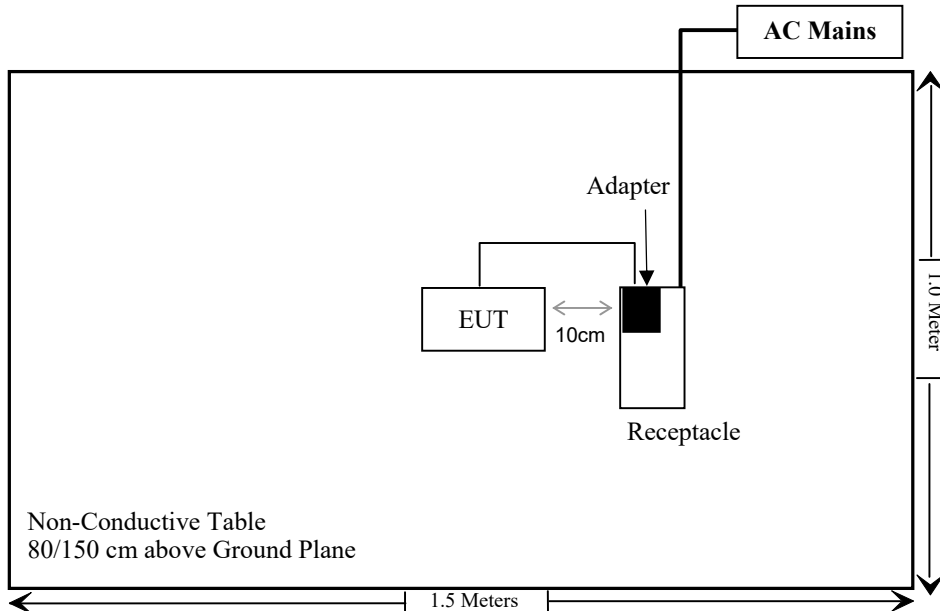 AC Mains
Adapter
EUT
10cm
1.0 Meter
Receptacle
Non-Conductive Table
80/150 cm above Ground Plane
1.5 Meters